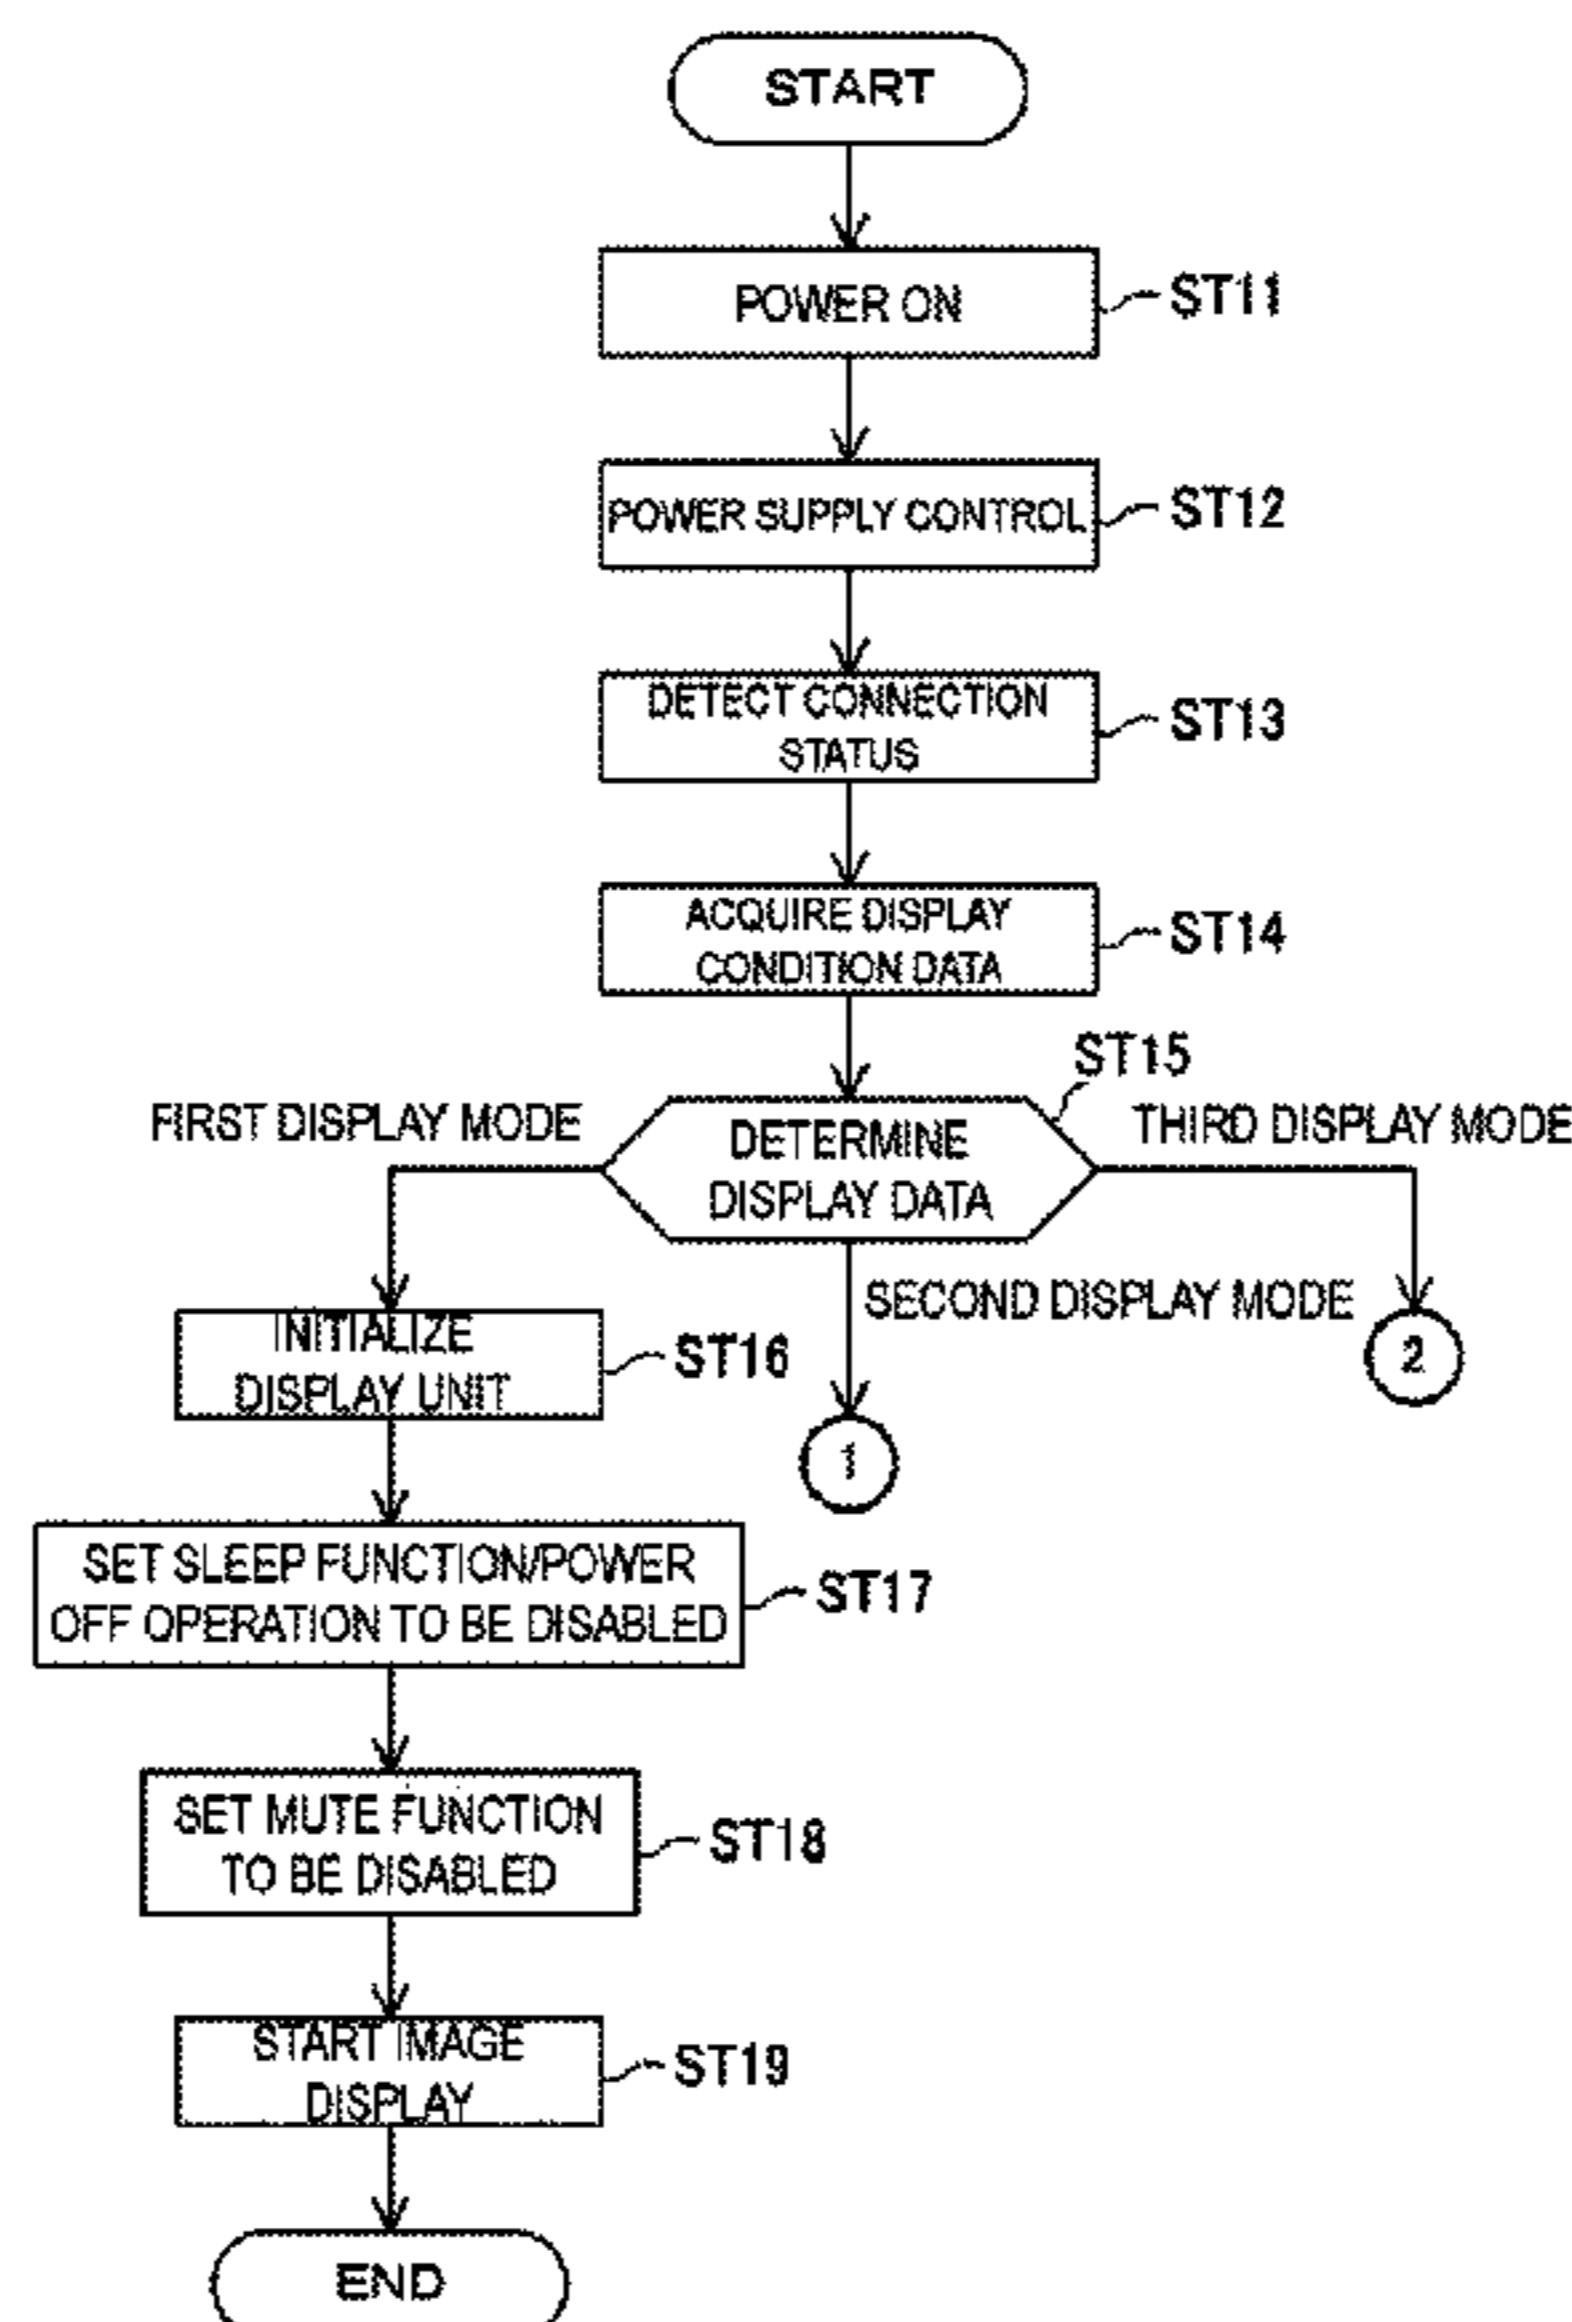 START
POWER ON
ST11
POWER SUPPLY CONTROL
ST12
DETECT CONNECTION
STATUS
ST13
ACQUIRE DISPLAY
CONDITION DATA
ST14
ST15
FIRST DISPLAY MODE
DETERMINE
DISPLAY DATA
THIRD DISPLAY MODE
SECOND DISPLAY MODE
2
1
INITIALIZE
DISPLAY UNIT
ST16
SET SLEEP FUNCTION/POWER
OFF OPERATION TO BE DISABLED
ST17
SET MUTE FUNCTION
TO BE DISABLED
ST18
START IMAGE
DISPLAY
ST19
END